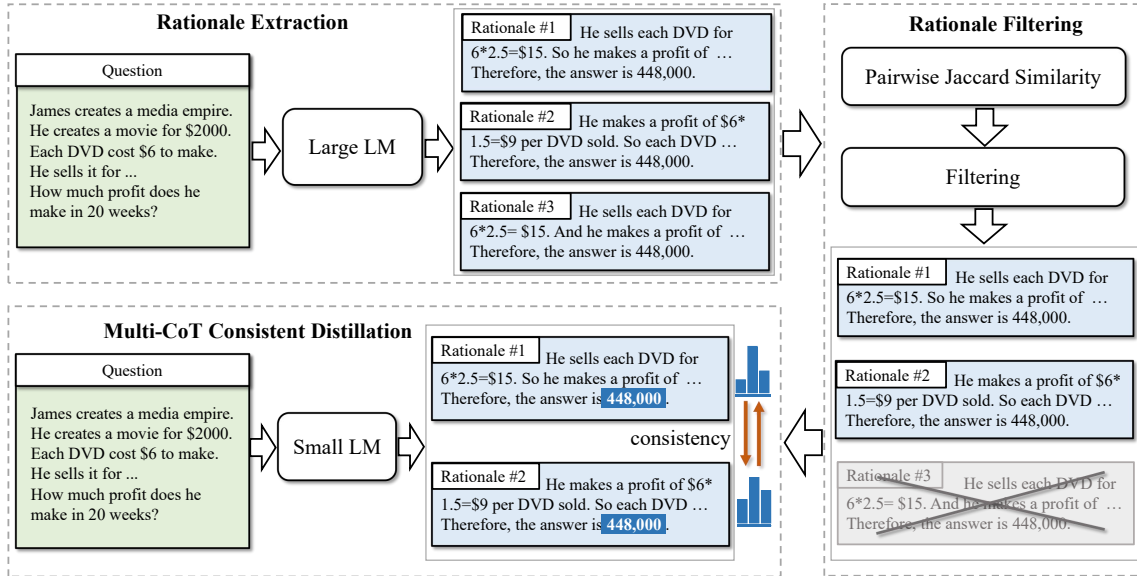 Rationale Extraction
Question
James creates a media empire.
He creates a movie for $2000.
Each DVD cost $6 to make.
He sells it for ...
How much profit does he
make in 20 weeks?
Large LM
Rationale #1 He sells each DVD for
6*2.5=$15. So he makes a profit of …
Therefore, the answer is 448,000.
Rationale #2 He makes a profit of $6*
1.5=$9 per DVD sold. So each DVD …
Therefore, the answer is 448,000.
Rationale #3 He sells each DVD for
6*2.5= $15. And he makes a profit of …
Therefore, the answer is 448,000.
Rationale Filtering
Pairwise Jaccard Similarity
Filtering
Rationale #1 He sells each DVD for
6*2.5=$15. So he makes a profit of …
Therefore, the answer is 448,000.
Rationale #2 He makes a profit of $6*
1.5=$9 per DVD sold. So each DVD …
Therefore, the answer is 448,000.
Rationale #3 He sells each DVD for
6*2.5= $15. And he makes a profit of …
Therefore, the answer is 448,000.
Multi-CoT Consistent Distillation
Question
James creates a media empire.
He creates a movie for $2000.
Each DVD cost $6 to make.
He sells it for ...
How much profit does he
make in 20 weeks?
Small LM
Rationale #1 He sells each DVD for
6*2.5=$15. So he makes a profit of …
Therefore, the answer is 448,000.
consistency
Rationale #2 He makes a profit of $6*
1.5=$9 per DVD sold. So each DVD …
Therefore, the answer is 448,000.